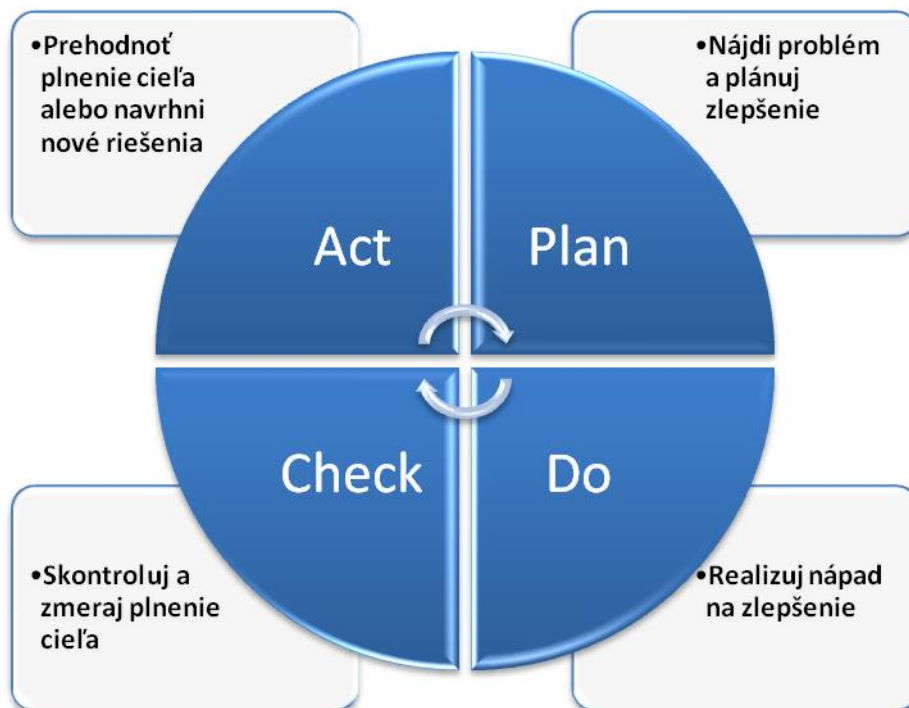 •Prehodnoť
plnenie cieľa
alebo navrhni
nové riešenia
•Nájdi problém
a plánuj
zlepšenie
Act
Plan
Check
Do
•Skontroluj a
zmeraj plnenie
cieľa
•Realizuj nápad
na zlepšenie